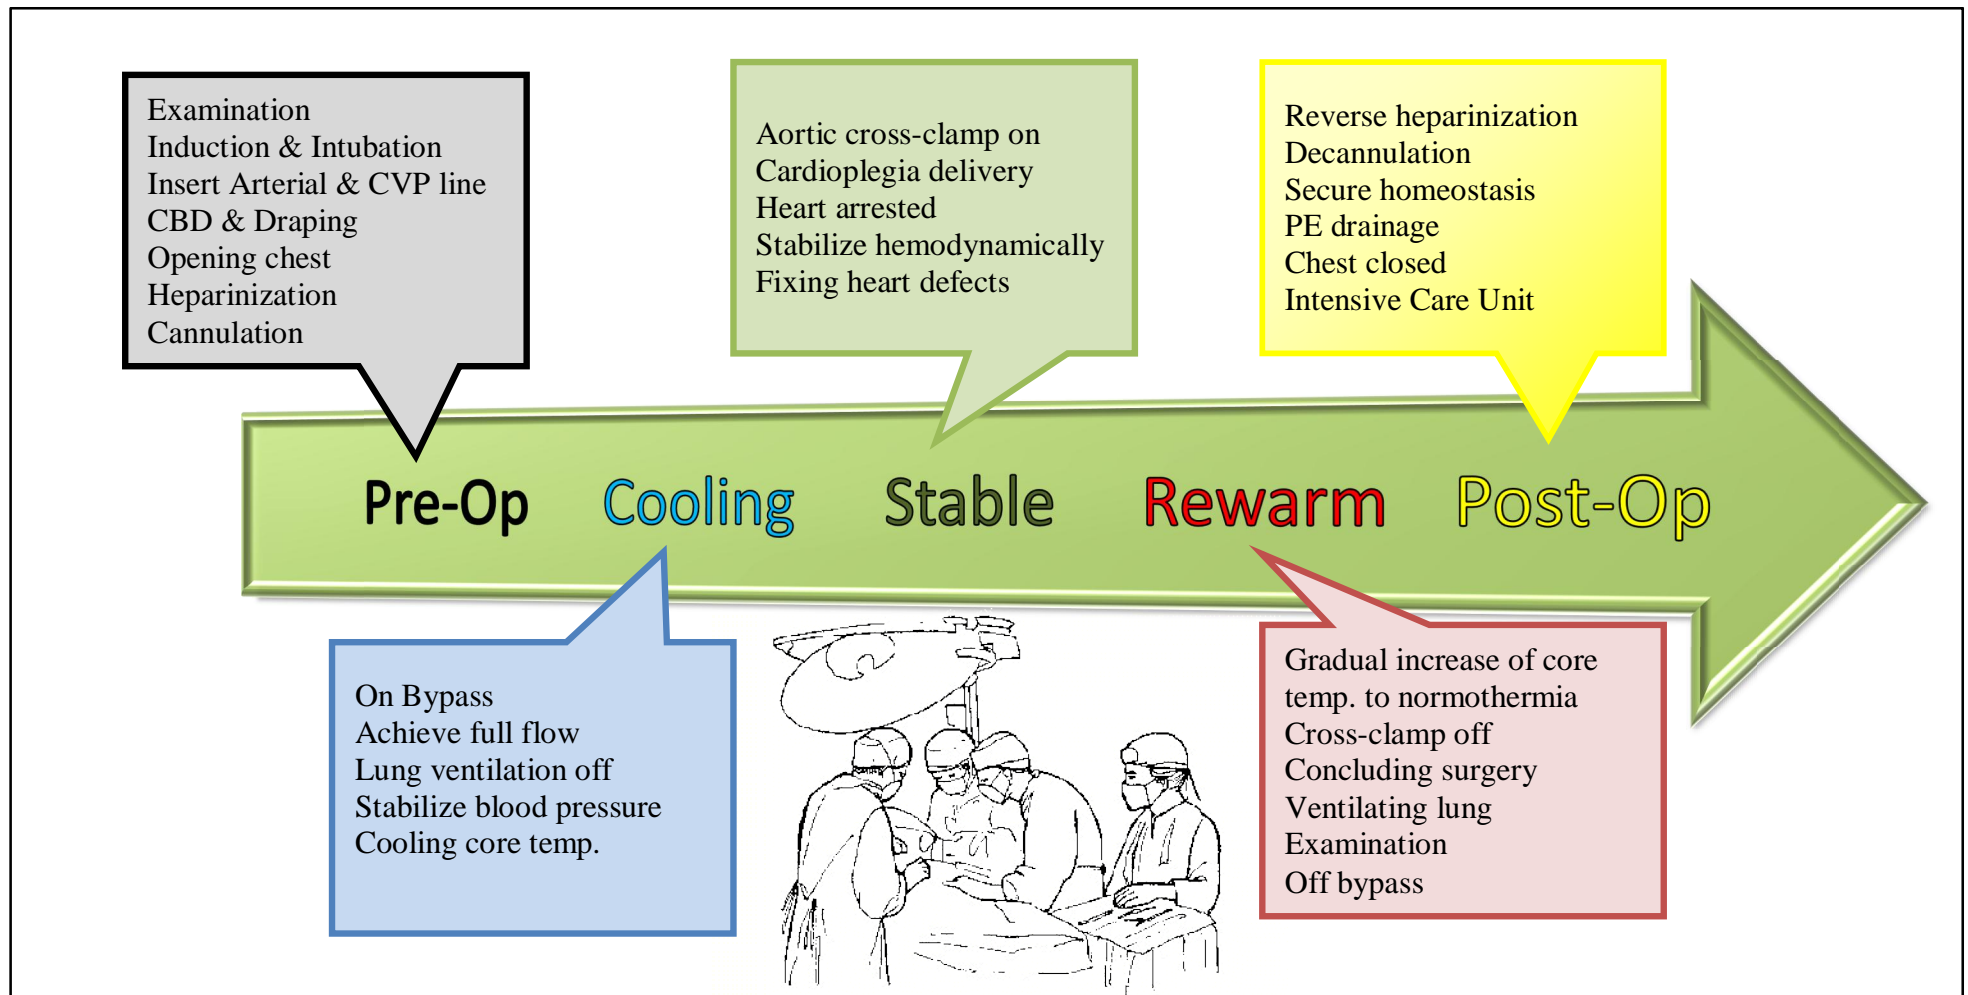 Examination
Induction & Intubation
Insert Arterial & CVP line
CBD & Draping
Opening chest
Heparinization
Cannulation
Aortic cross-clamp on
Cardioplegia delivery
Heart arrested
Stabilize hemodynamically
Fixing heart defects
Reverse heparinization
Decannulation
Secure homeostasis
PE drainage
Chest closed
Intensive Care Unit
Pre-Op Cooling Stable Rewarm Post-Op
On Bypass
Achieve full flow
Lung ventilation off
Stabilize blood pressure
Cooling core temp.
Gradual increase of core
temp. to normothermia
Cross-clamp off
Concluding surgery
Ventilating lung
Examination
Off bypass